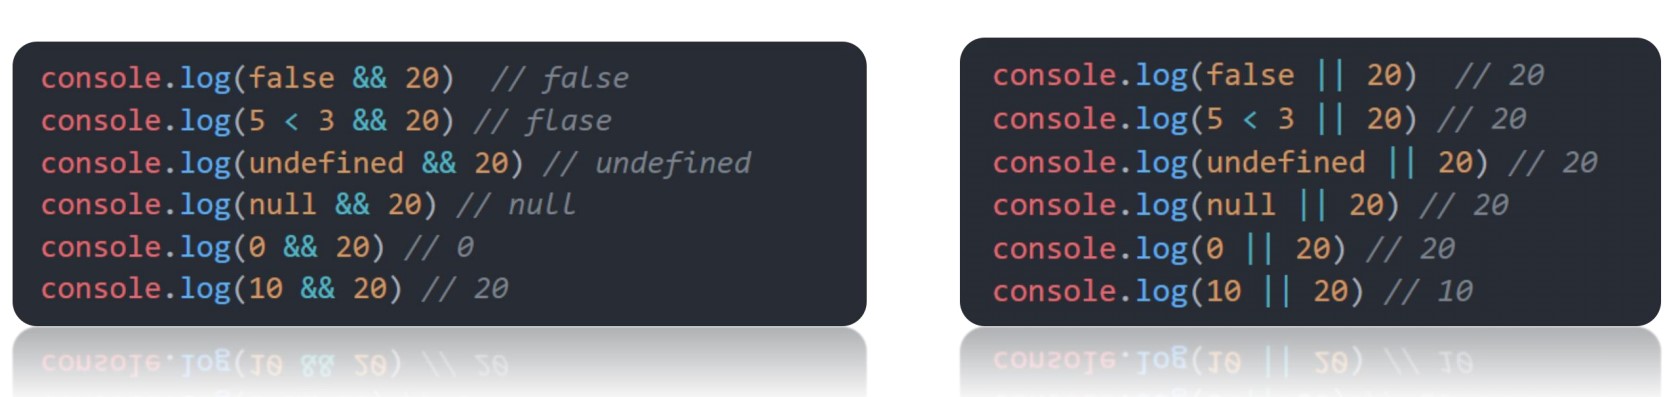 console.log(false && 20)  // false
console.log(5 < 3 && 20) // flase
console.log(undefined && 20) // undefined
console.log(null && 20) // null
console.log(0 && 20) // 0
console.log(10 && 20) // 20
console.log(false || 20)  // 20
console.log(5 < 3 || 20) // 20
console.log(undefined || 20) // 20
console.log(null || 20) // 20
console.log(0 || 20) // 20
console.log(10 || 20) // 10